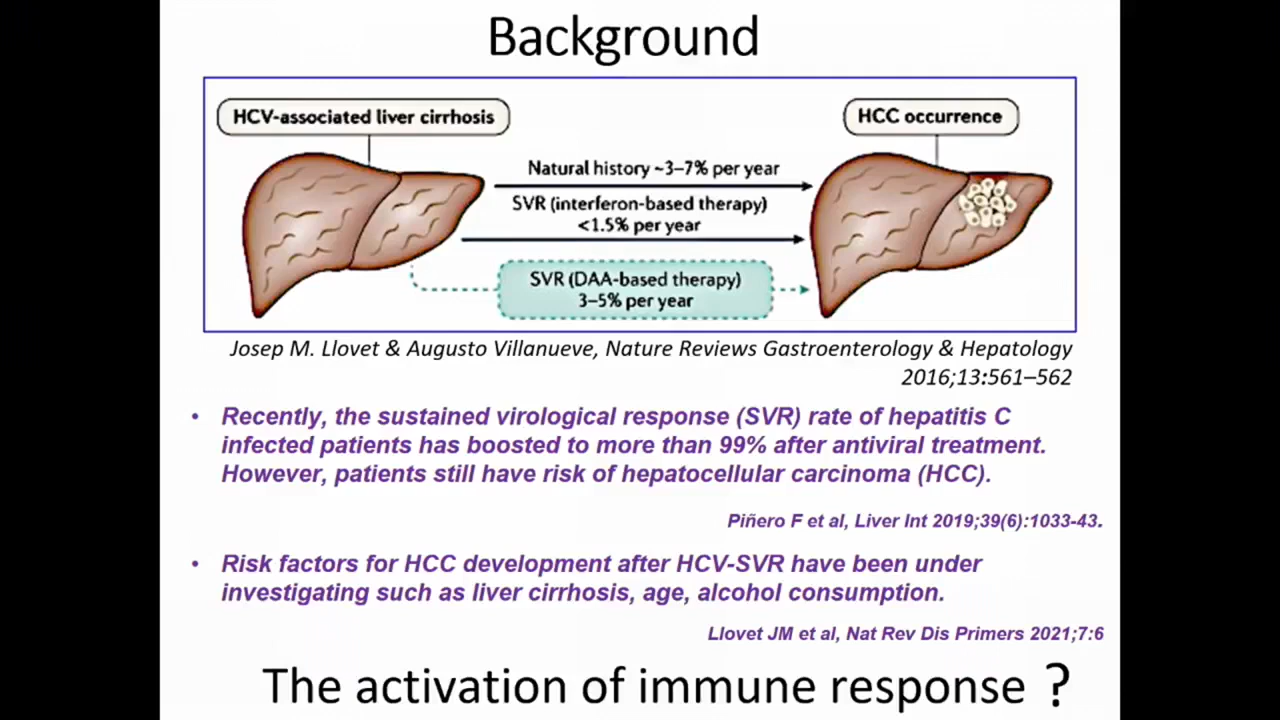 Background
HCV-associated liver cirrhosis
HCC occurrence
Natural history ~3–7% per year
SVR (interferon-based therapy)
<1.5% per year
SVR (DAA-based therapy)
3–5% per year
Josep M. Llovet & Augusto Villanueve, Nature Reviews Gastroenterology & Hepatology
2016;13:561–562
• Recently, the sustained virological response (SVR) rate of hepatitis C
infected patients has boosted to more than 99% after antiviral treatment.
However, patients still have risk of hepatocellular carcinoma (HCC).
Piñero F et al, Liver Int 2019;39(6):1033-43.
• Risk factors for HCC development after HCV-SVR have been under
investigating such as liver cirrhosis, age, alcohol consumption.
Llovet JM et al, Nat Rev Dis Primers 2021;7:6
The activation of immune response ?